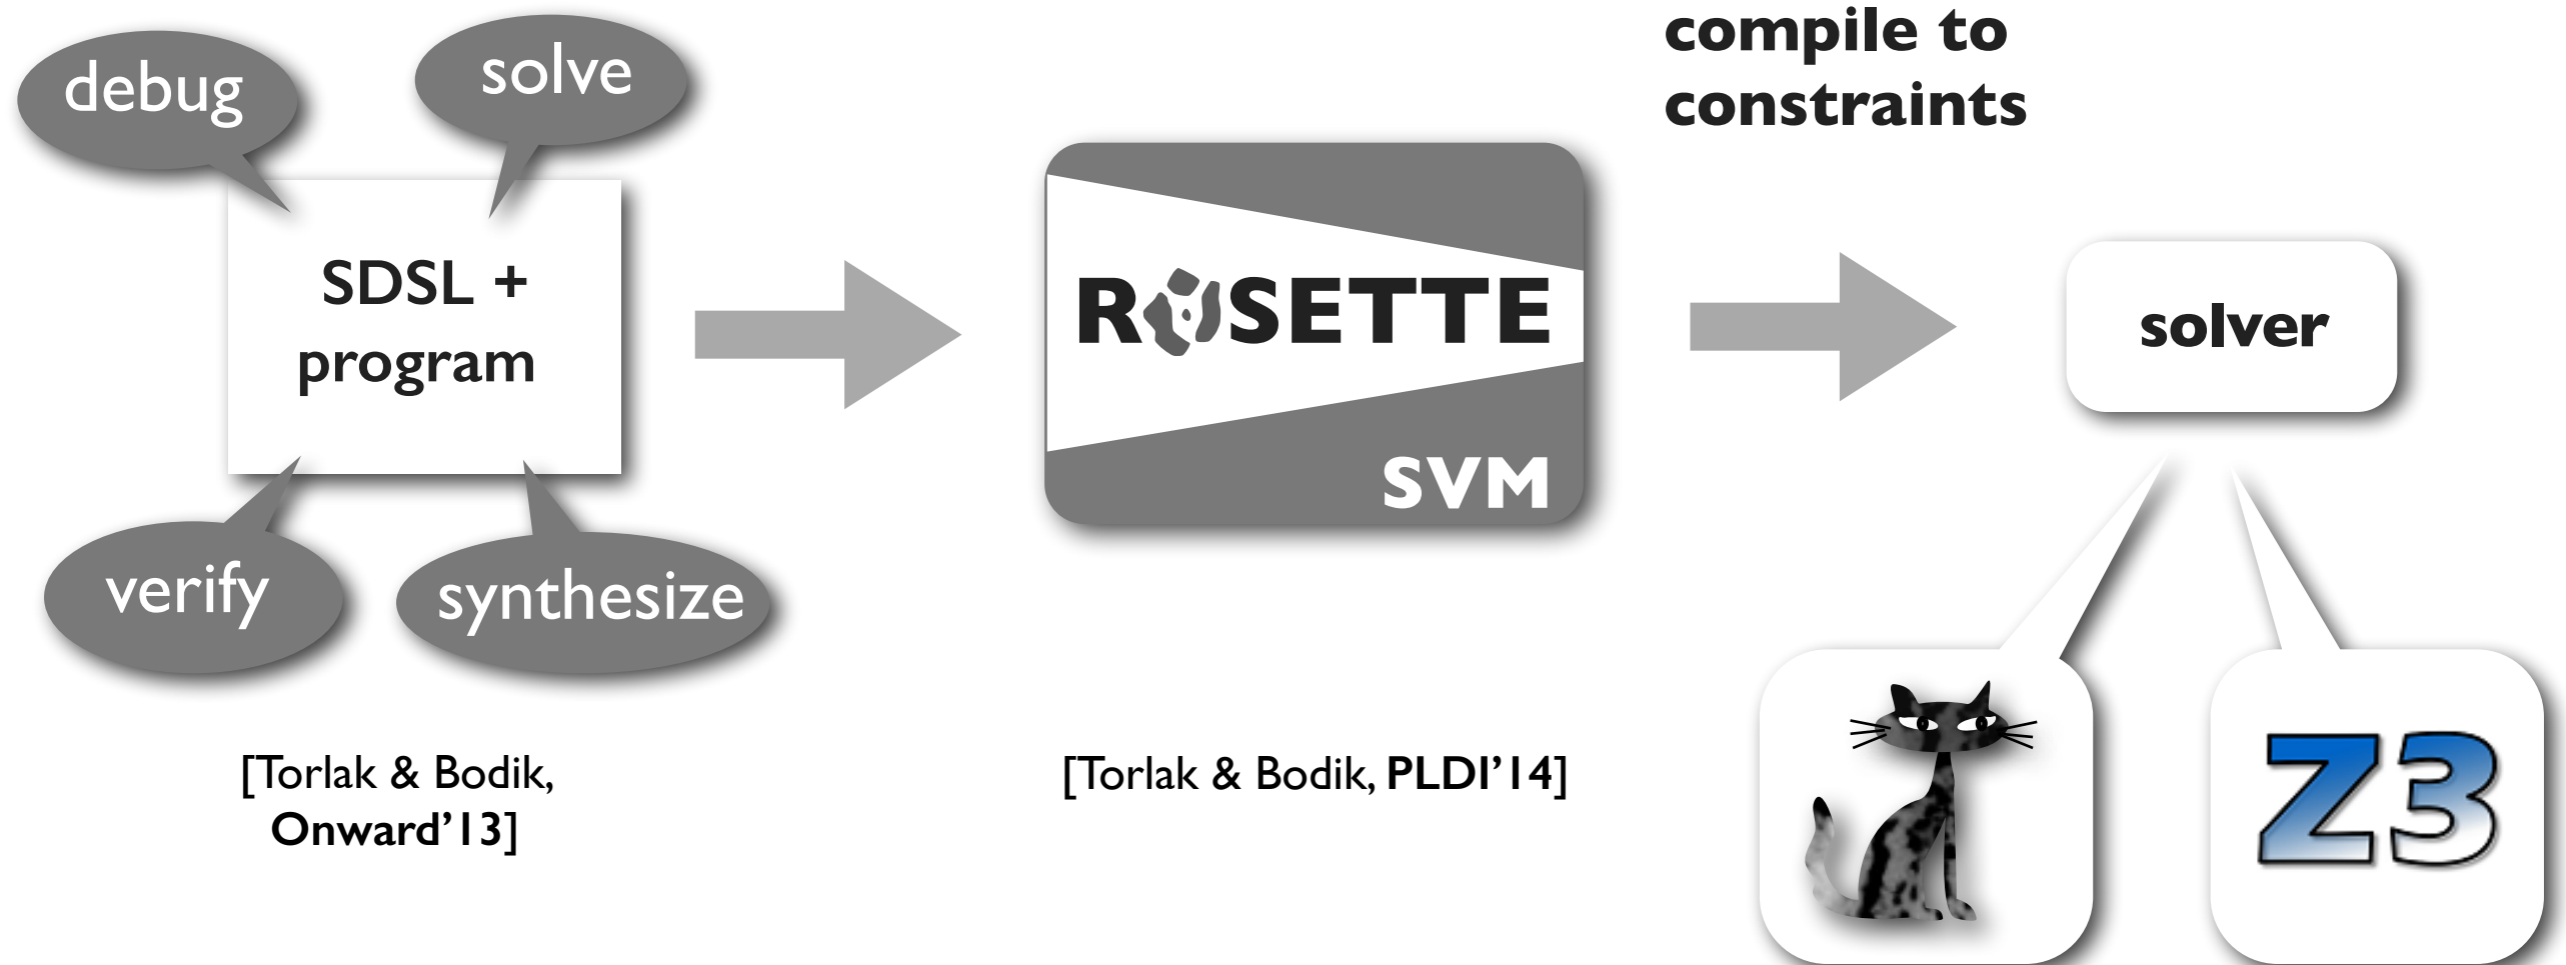 debug
solve
SDSL +
program
verify
synthesize
[Torlak & Bodik,
Onward'13]
ROSETTE
SVM
[Torlak & Bodik, PLDI'14]
compile to
constraints
solver
Z3